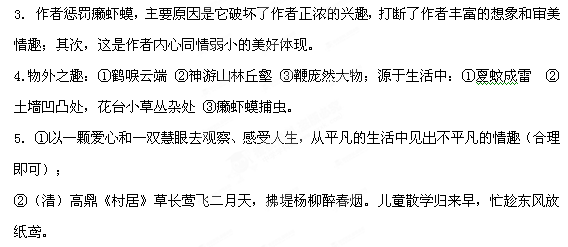 3. 作者惩罚癞虾蟆，主要原因是它破坏了作者正浓的兴趣，打断了作者丰富的想象和审美
情趣；其次，这是作者内心同情弱小的美好体现。
4.物外之趣：①鹤唳云端 ②神游山林丘壑 ③鞭庞然大物；源于生活中：①夏蚊成雷 ②
土墙凹凸处，花台小草丛杂处 ③癞虾蟆捕虫。
5. ①以一颗爱心和一双慧眼去观察、感受人生，从平凡的生活中见出不平凡的情趣（合理
即可）；
②（清）高鼎《村居》草长莺飞二月天，拂堤杨柳醉春烟。儿童散学归来早，忙趁东风放
纸鸢。